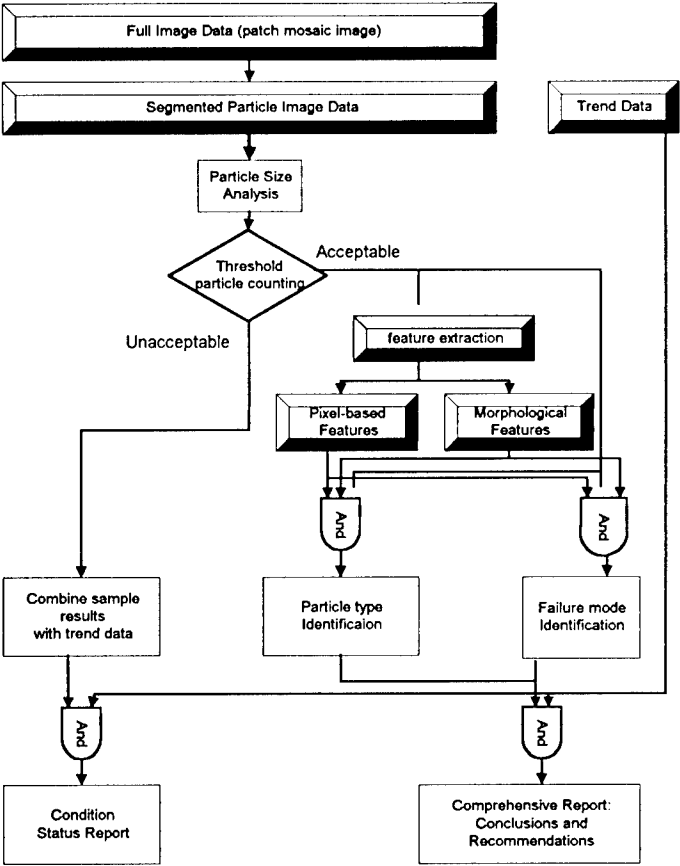 Full Image Data (patch mosaic image)
Segmented Particle Image Data
Trend Data
Particle Size
Analysis
Threshold
particle counting
Acceptable
Unacceptable
feature extraction
Pixel-based
Features
Morphological
Features
And
And
Combine sample
results
with trend data
Particle type
Identificaion
Failure mode
Identification
And
And
Condition
Status Report
Comprehensive Report:
Conclusions and
Recommendations